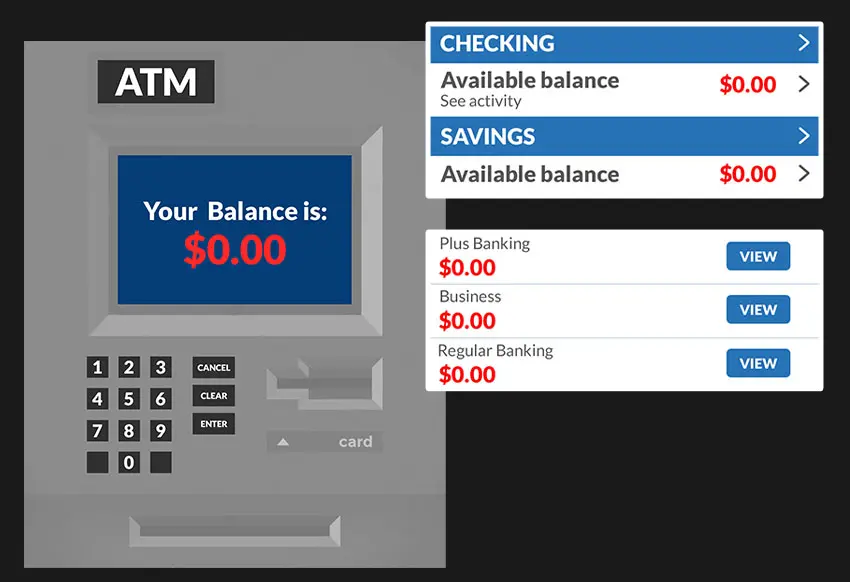 ATM
Your Balance is:
$0.00
1 2 3 CANCEL
4 5 6 CLEAR
7 8 9 ENTER
0
card
CHECKING
Available balance $0.00
See activity
SAVINGS
Available balance $0.00
Plus Banking
$0.00 VIEW
Business
$0.00 VIEW
Regular Banking
$0.00 VIEW